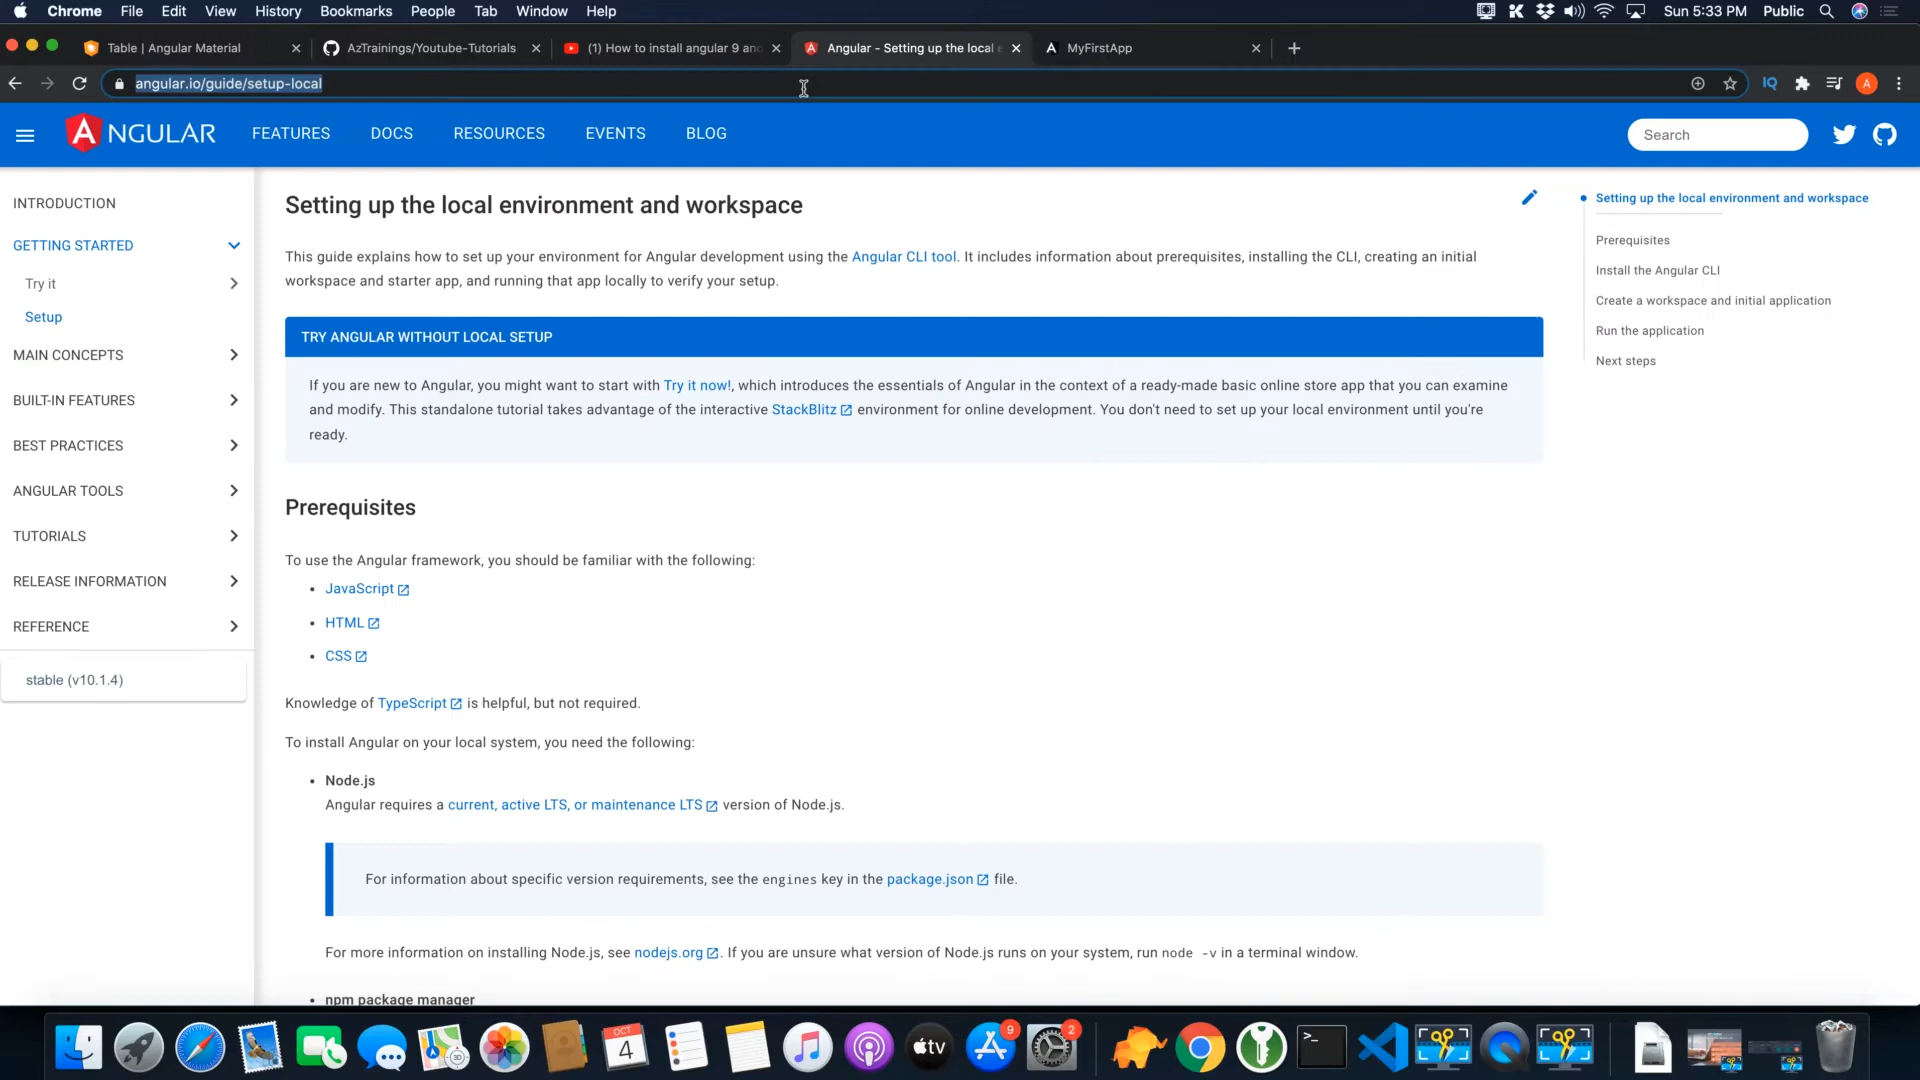 Chrome File Edit View History Bookmarks People Tab Window Help
Sun 5:33 PM Public
Table | Angular Material
AzTrainings/Youtube-Tutorials
(1) How to install angular 9 and
Angular - Setting up the local e
MyFirstApp
angular.io/guide/setup-local
IQ
A
ANGULAR
FEATURES DOCS RESOURCES EVENTS BLOG
Search
INTRODUCTION
GETTING STARTED
Try it
Setup
MAIN CONCEPTS
BUILT-IN FEATURES
BEST PRACTICES
ANGULAR TOOLS
TUTORIALS
RELEASE INFORMATION
REFERENCE
stable (v10.1.4)
Setting up the local environment and workspace
This guide explains how to set up your environment for Angular development using the Angular CLI tool. It includes information about prerequisites, installing the CLI, creating an initial
workspace and starter app, and running that app locally to verify your setup.
TRY ANGULAR WITHOUT LOCAL SETUP
If you are new to Angular, you might want to start with Try it now!, which introduces the essentials of Angular in the context of a ready-made basic online store app that you can examine
and modify. This standalone tutorial takes advantage of the interactive StackBlitz environment for online development. You don't need to set up your local environment until you're
ready.
Prerequisites
To use the Angular framework, you should be familiar with the following:
• JavaScript
• HTML
• CSS
Knowledge of TypeScript is helpful, but not required.
To install Angular on your local system, you need the following:
• Node.js
Angular requires a current, active LTS, or maintenance LTS version of Node.js.
For information about specific version requirements, see the engines key in the package.json file.
For more information on installing Node.js, see nodejs.org. If you are unsure what version of Node.js runs on your system, run node -v in a terminal window.
• npm package manager
Setting up the local environment and workspace
Prerequisites
Install the Angular CLI
Create a workspace and initial application
Run the application
Next steps
3D
OCT
4
tv
9
2
>_